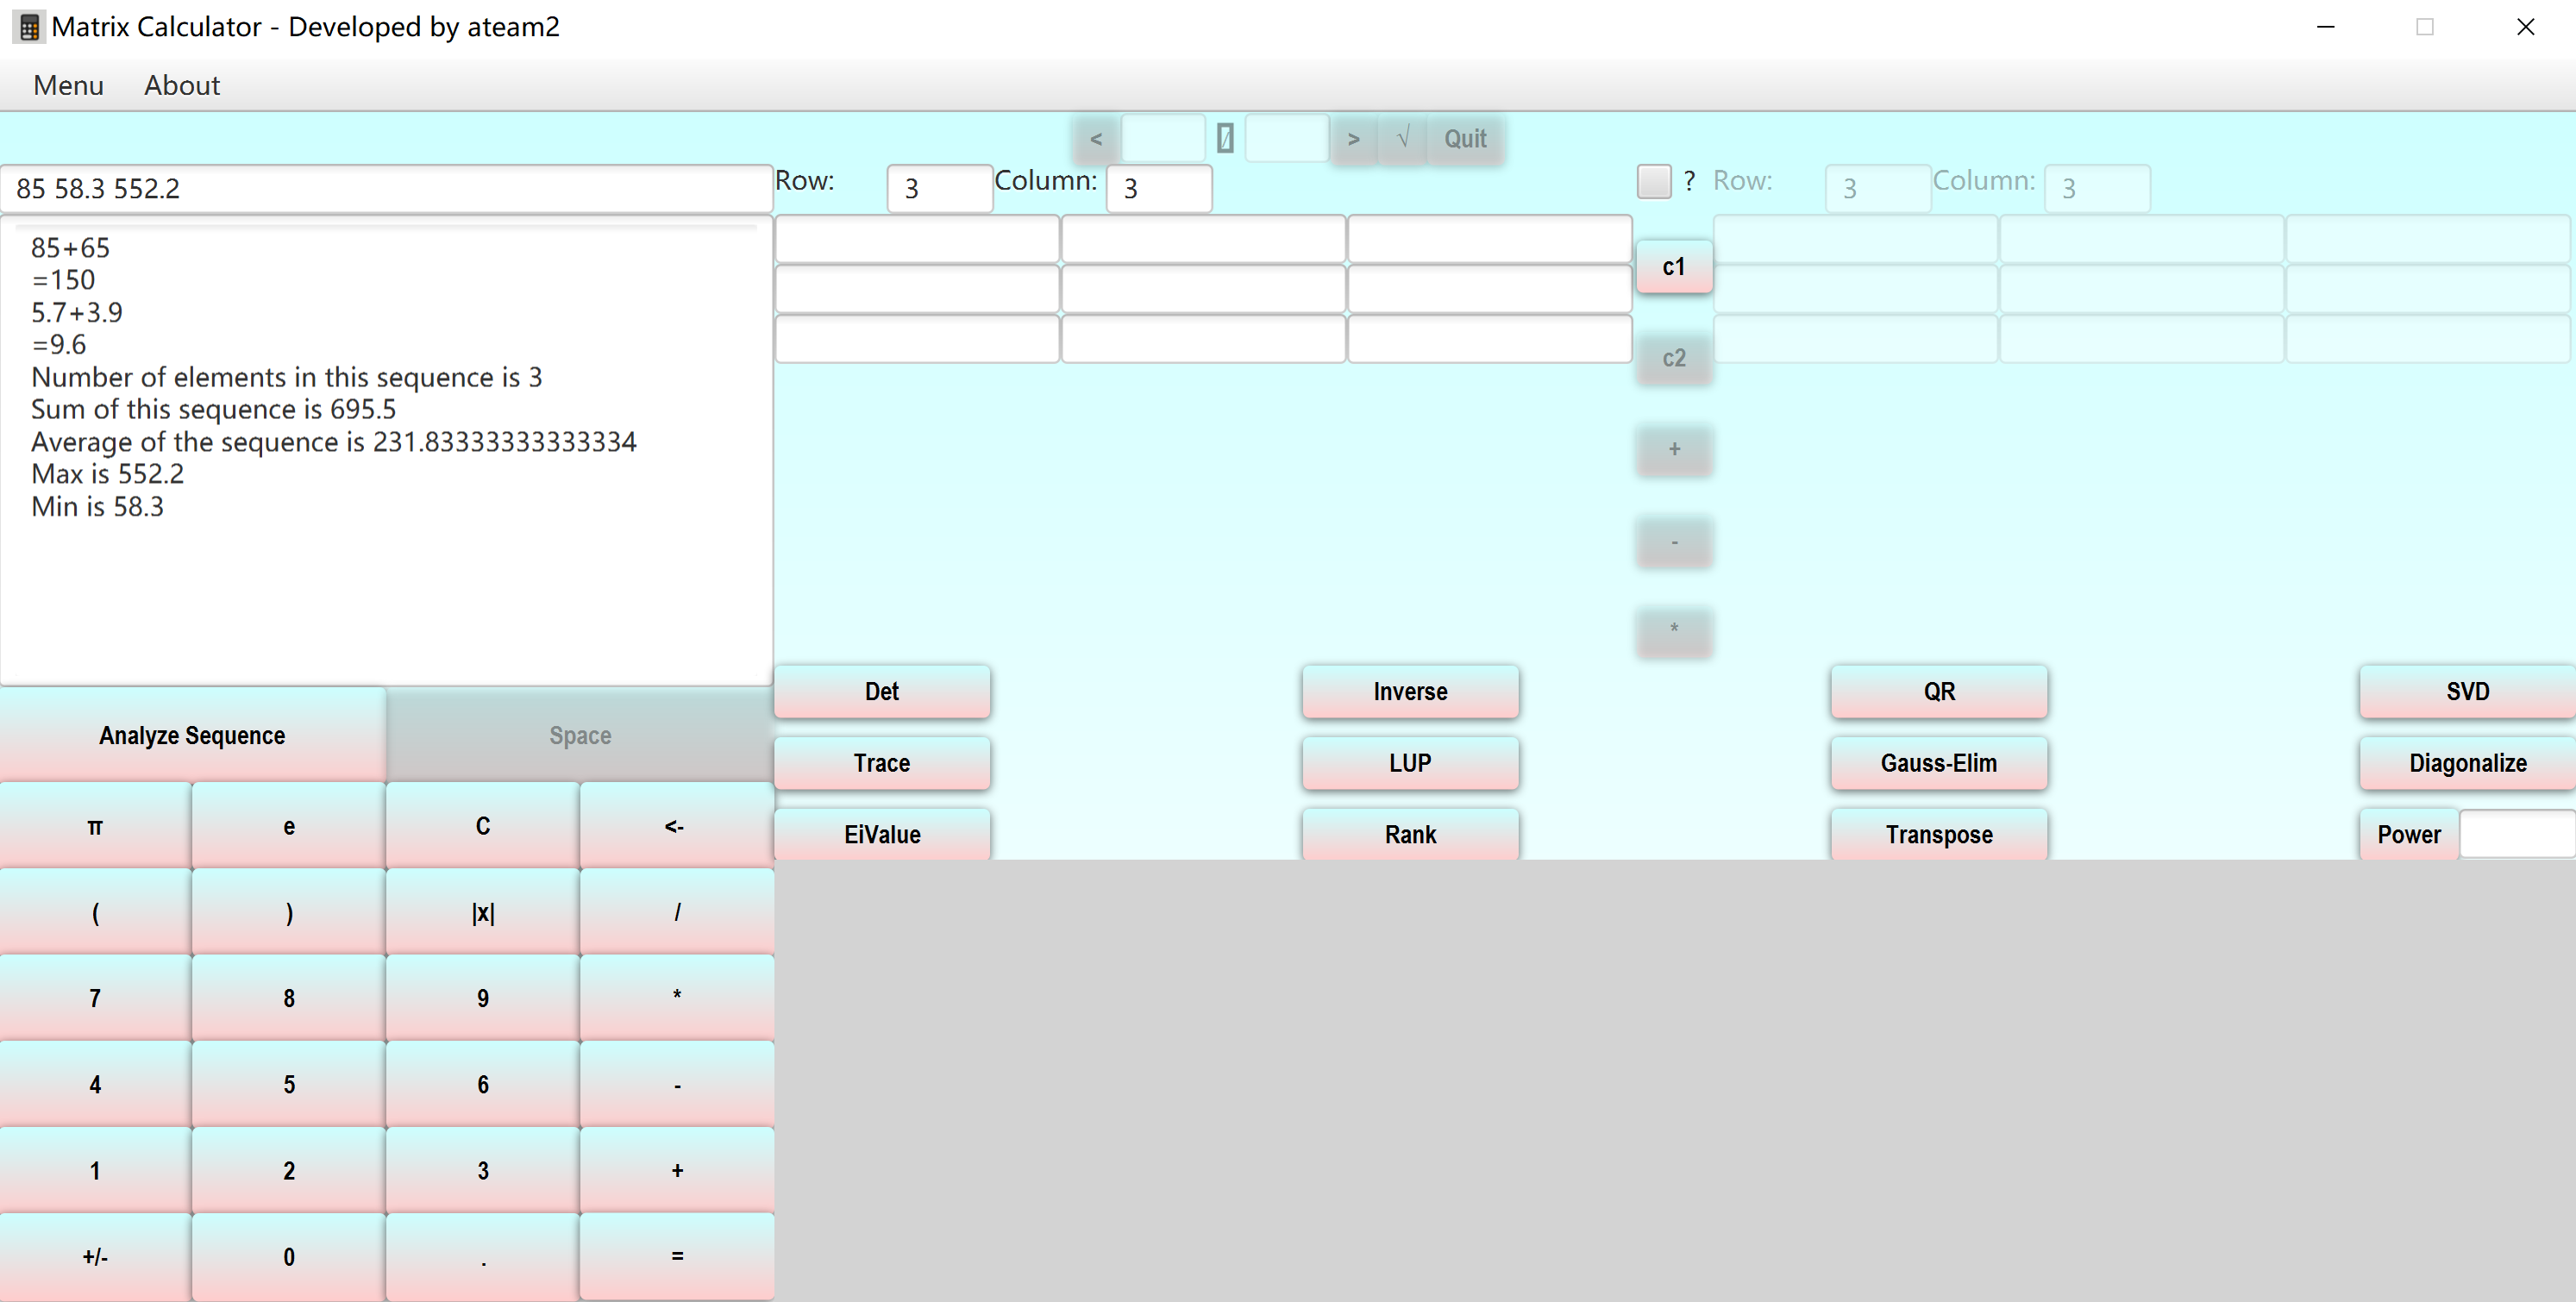 Matrix Calculator - Developed by ateam2
Menu About
< / > √ Quit
85 58.3 552.2
Row: 3 Column: 3
? Row: 3 Column: 3
85+65
=150
5.7+3.9
=9.6
Number of elements in this sequence is 3
Sum of this sequence is 695.5
Average of the sequence is 231.83333333333334
Max is 552.2
Min is 58.3
c1
c2
+
-
*
Det Inverse QR SVD
Trace LUP Gauss-Elim Diagonalize
EiValue Rank Transpose Power
Analyze Sequence Space
π e C <-
( ) |x| /
7 8 9 *
4 5 6 -
1 2 3 +
+/- 0 . =